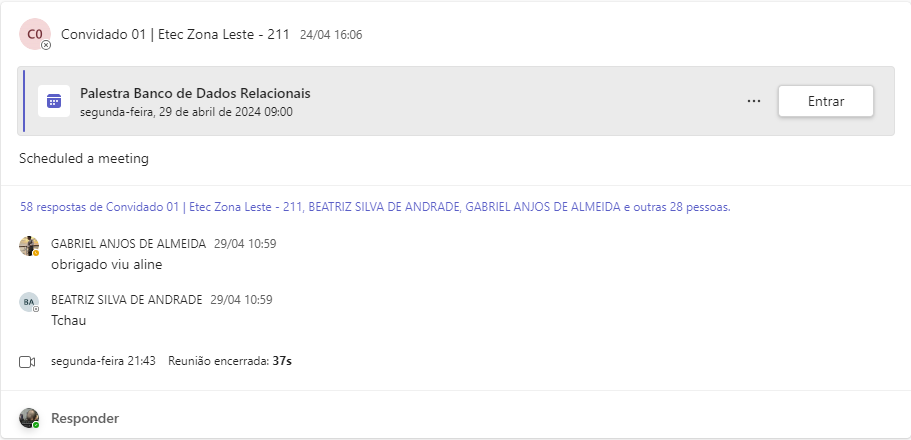 C0
Convidado 01 | Etec Zona Leste - 211 24/04 16:06
Palestra Banco de Dados Relacionais
segunda-feira, 29 de abril de 2024 09:00
... Entrar
Scheduled a meeting
58 respostas de Convidado 01 | Etec Zona Leste - 211, BEATRIZ SILVA DE ANDRADE, GABRIEL ANJOS DE ALMEIDA e outras 28 pessoas.
GABRIEL ANJOS DE ALMEIDA 29/04 10:59
obrigado viu aline
BA
BEATRIZ SILVA DE ANDRADE 29/04 10:59
Tchau
segunda-feira 21:43 Reunião encerrada: 37s
Responder